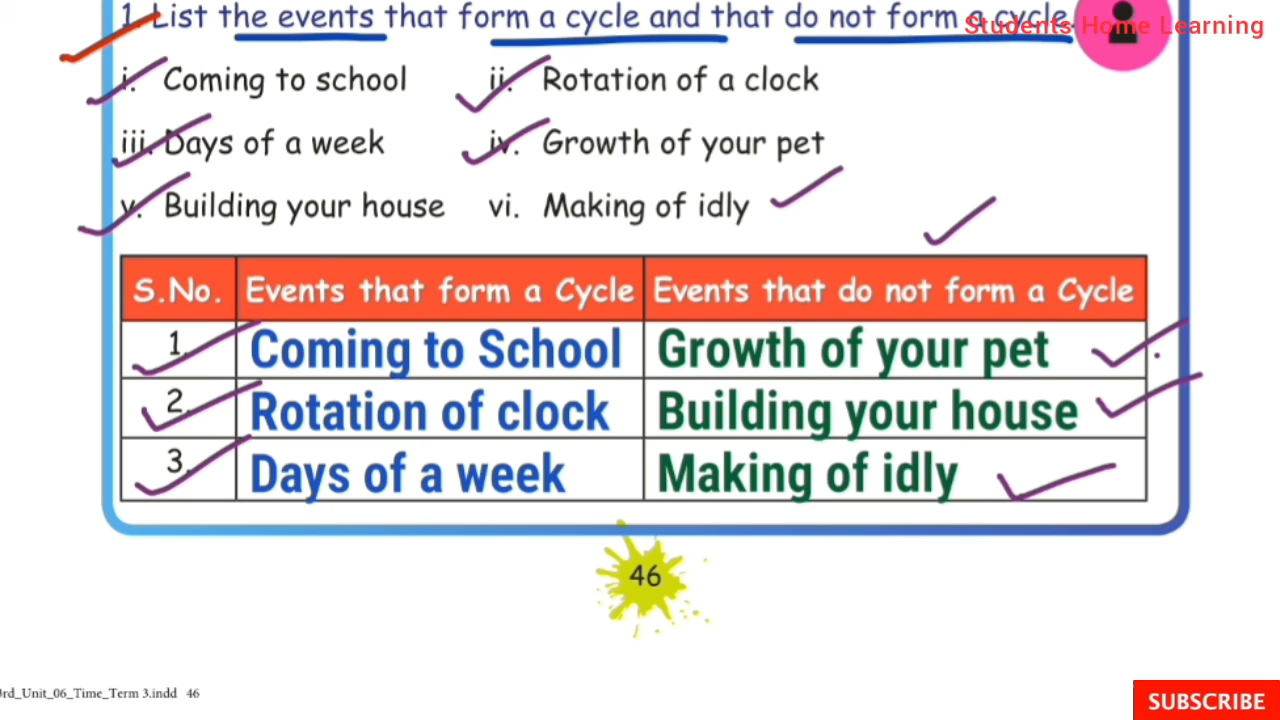 1. List the events that form a cycle and that do not form a cycle.
Students Home Learning
i. Coming to school ii. Rotation of a clock
iii. Days of a week iv. Growth of your pet
v. Building your house vi. Making of idly
S.No. Events that form a Cycle Events that do not form a Cycle
1. Coming to School Growth of your pet
2. Rotation of clock Building your house
3. Days of a week Making of idly
46
3rd_Unit_06_Time_Term 3.indd 46
SUBSCRIBE